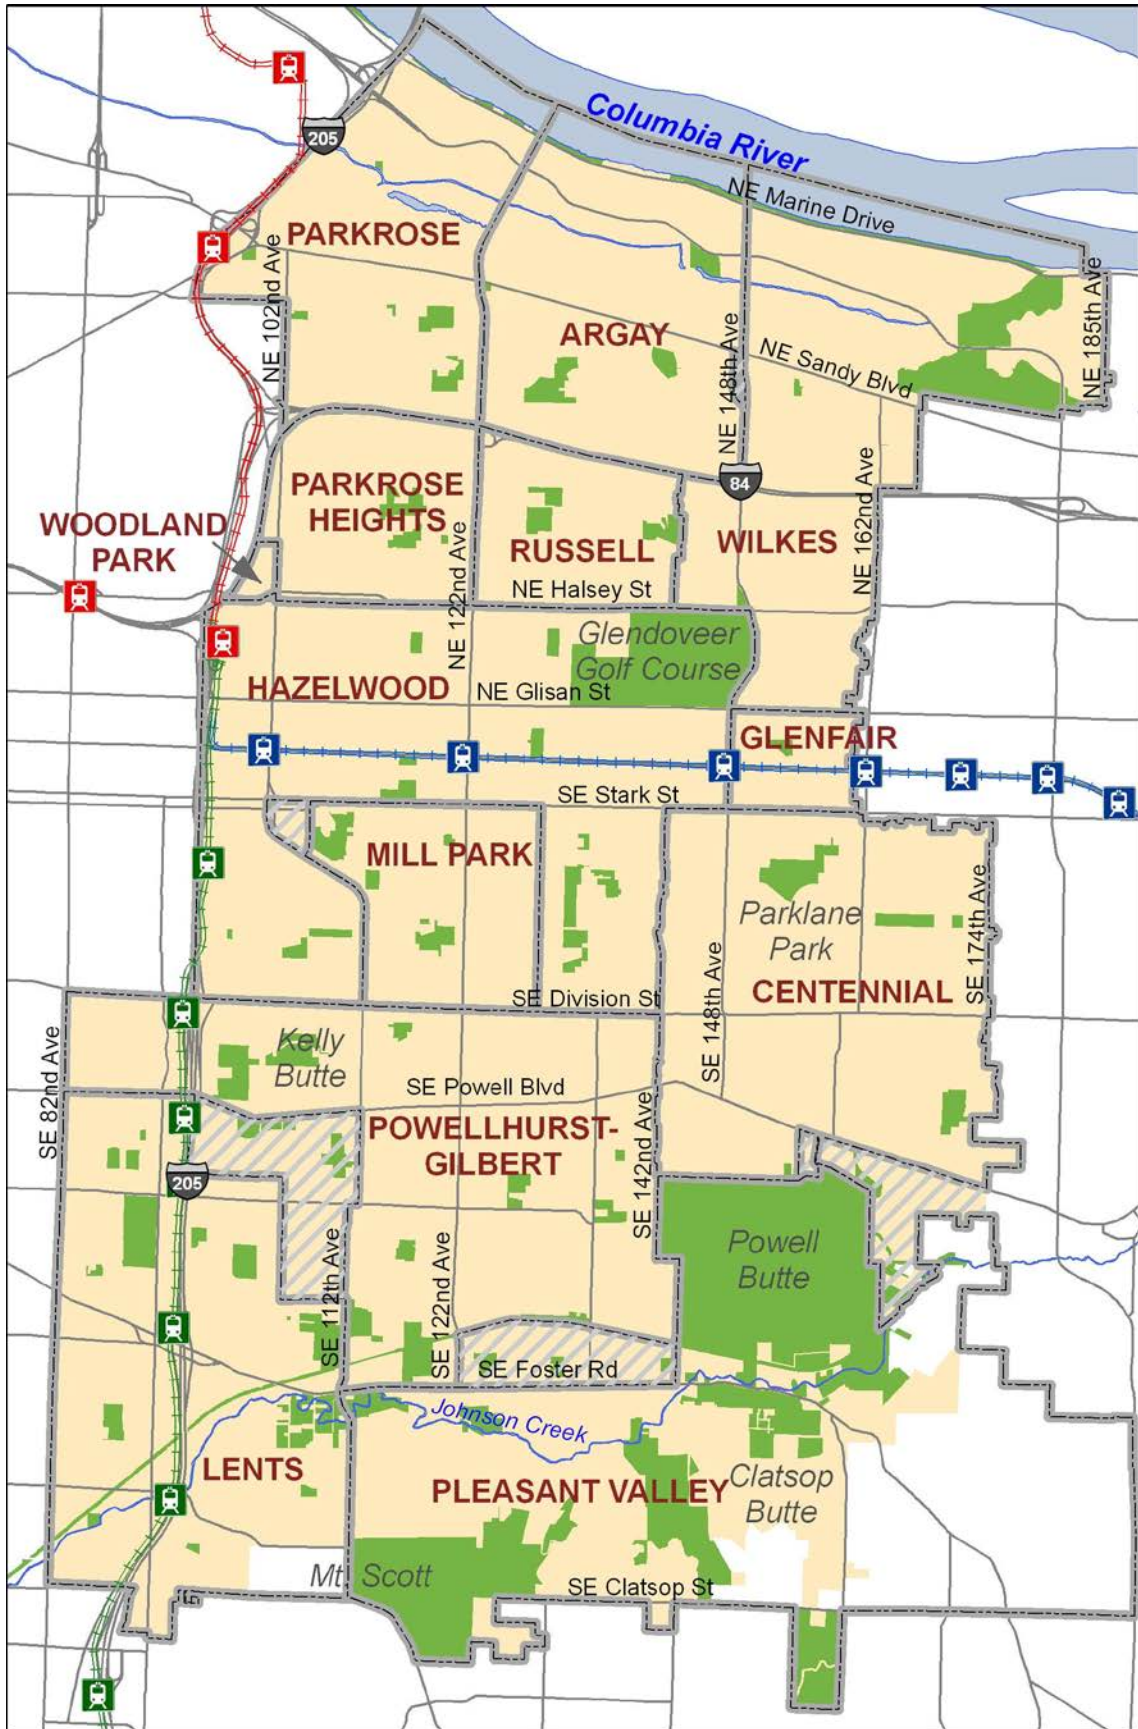 Columbia River
205
NE Marine Drive
PARKROSE
NE 102nd Ave
NE 185th Ave
ARGAY
NE 148th Ave
NE Sandy Blvd
84
PARKROSE
HEIGHTS
WOODLAND
PARK
NE 122nd Ave
RUSSELL
WILKES
NE 162nd Ave
NE Halsey St
Glendoveer
Golf Course
HAZELWOOD
NE Glisan St
GLENFAIR
SE Stark St
MILL PARK
Parklane
Park
SE 174th Ave
CENTENNIAL
SE 148th Ave
SE Division St
Kelly
Butte
SE 82nd Ave
SE Powell Blvd
POWELLHURST-
GILBERT
SE 142nd Ave
205
Powell
Butte
SE 112th Ave
SE 122nd Ave
SE Foster Rd
Johnson Creek
LENTS
PLEASANT VALLEY
Clatsop
Butte
Mt. Scott
SE Clatsop St